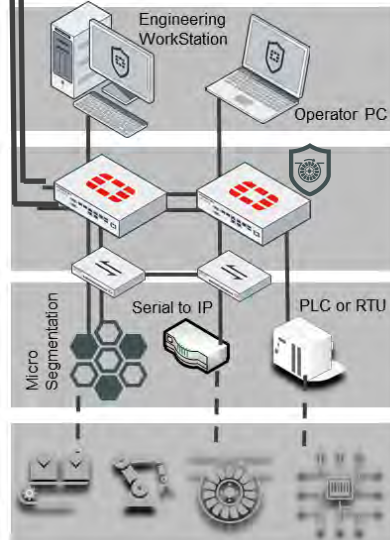 Engineering
WorkStation
Operator PC
Serial to IP
PLC or RTU
Micro
Segmentation